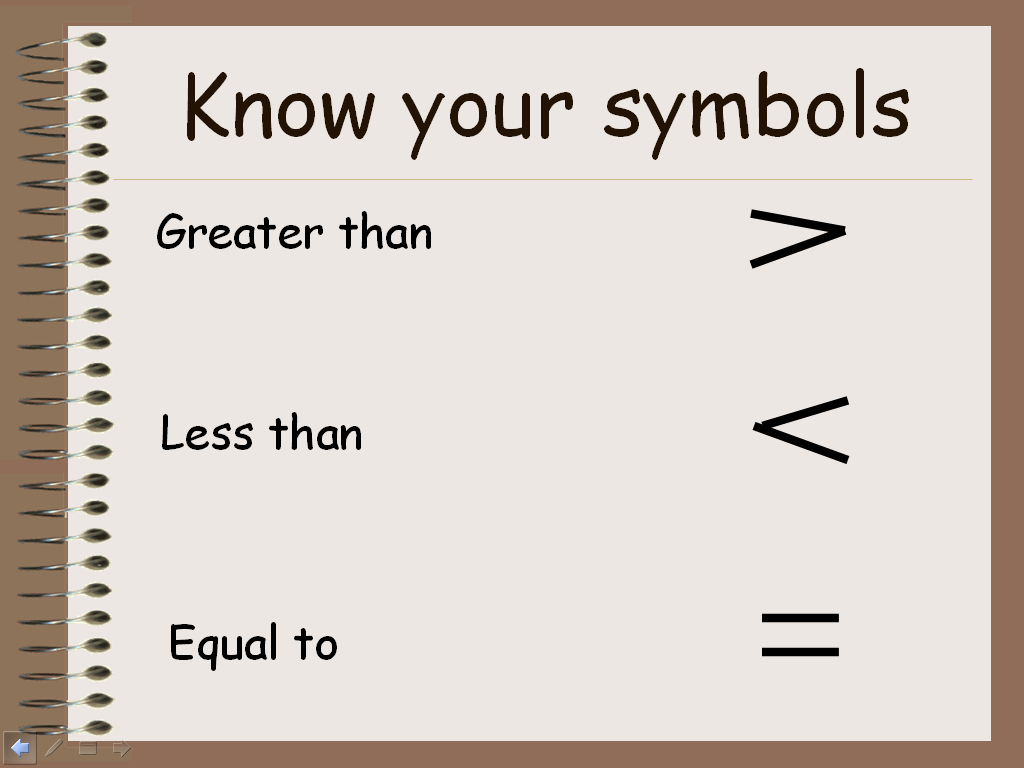 Know your symbols
Greater than >
Less than <
Equal to =